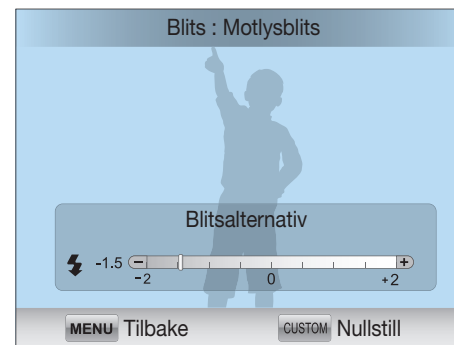 Blits : Motlysblits
Blitsalternativ
-1.5
-2 0 +2
MENU Tilbake CUSTOM Nullstill